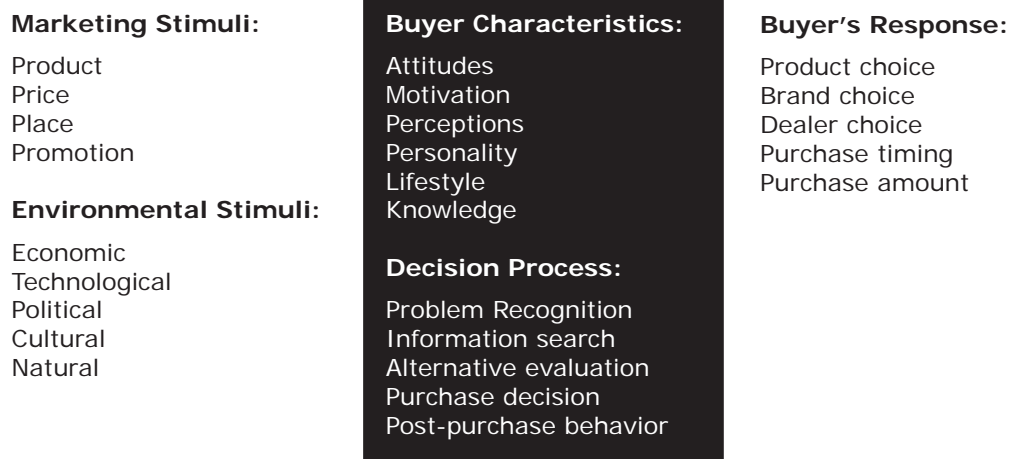 Marketing Stimuli:
Product
Price
Place
Promotion
Environmental Stimuli:
Economic
Technological
Political
Cultural
Natural
Buyer Characteristics:
Attitudes
Motivation
Perceptions
Personality
Lifestyle
Knowledge
Decision Process:
Problem Recognition
Information search
Alternative evaluation
Purchase decision
Post-purchase behavior
Buyer’s Response:
Product choice
Brand choice
Dealer choice
Purchase timing
Purchase amount